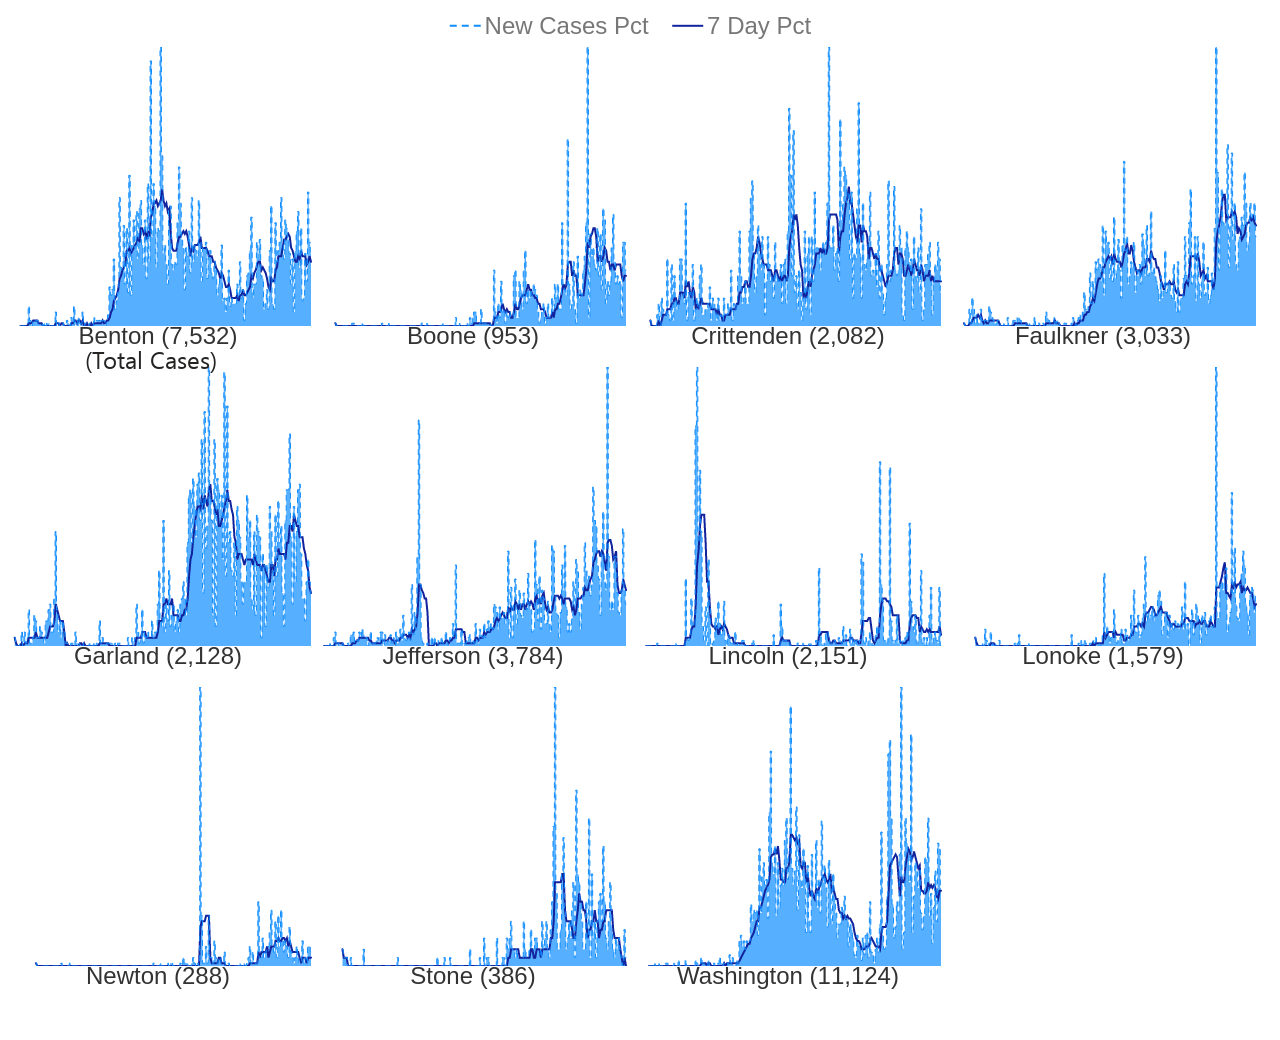 New Cases Pct 7 Day Pct
Benton (7,532) Boone (953) Crittenden (2,082) Faulkner (3,033)
(Total Cases)
Garland (2,128) Jefferson (3,784) Lincoln (2,151) Lonoke (1,579)
Newton (288) Stone (386) Washington (11,124)